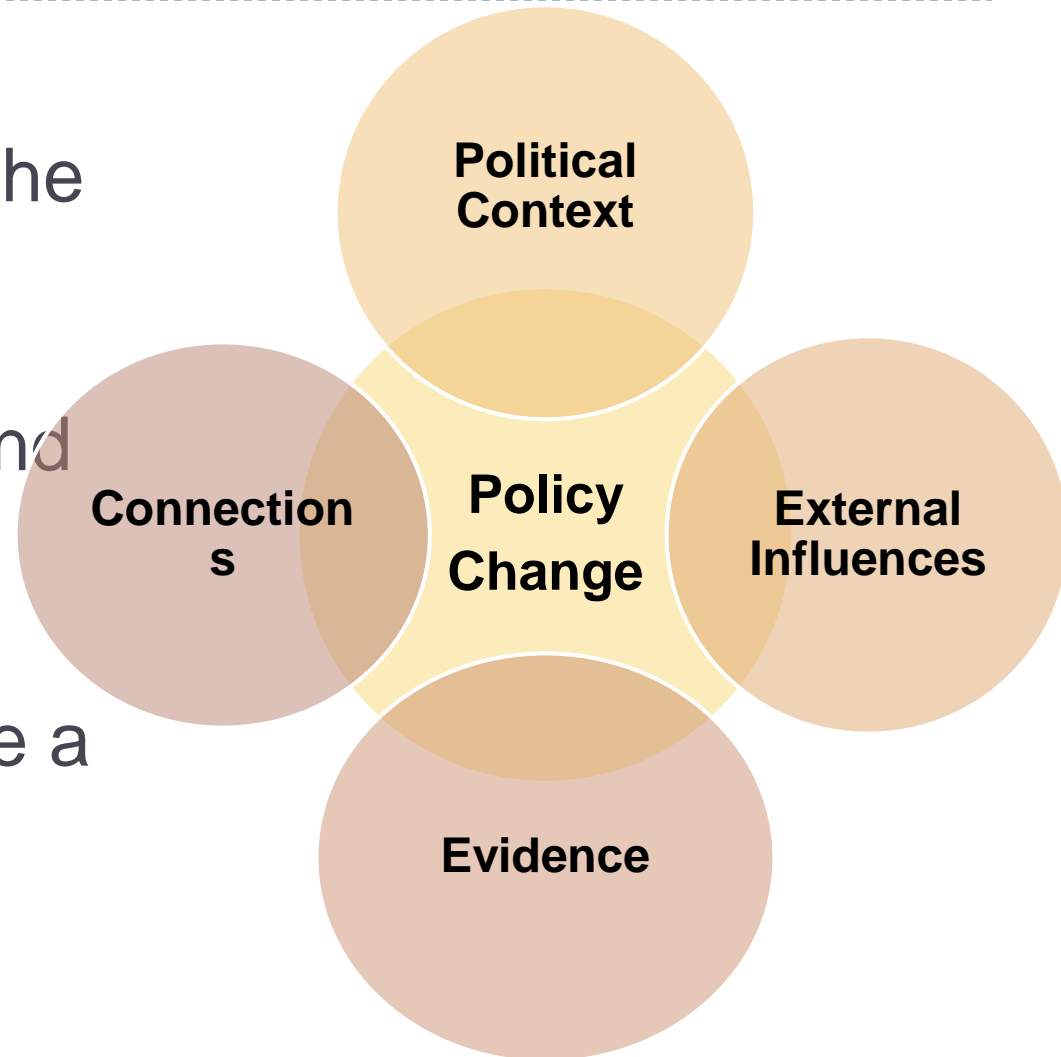 he
Political
Context
nd
Connection
s
Policy
Change
External
Influences
e a
Evidence